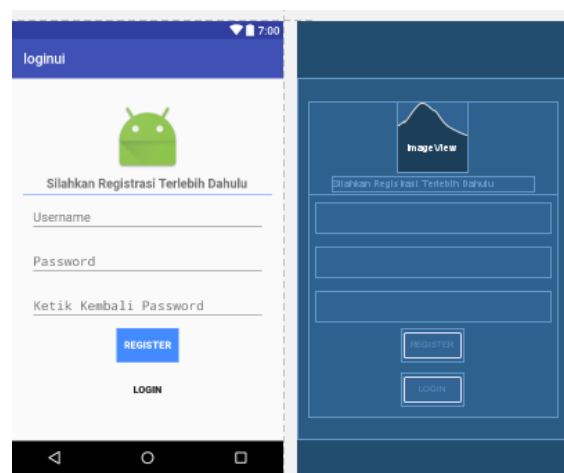 7:00
loginui
Silahkan Registrasi Terlebih Dahulu
Username
Password
Ketik Kembali Password
REGISTER
LOGIN
ImageView
Silahkan Registrasi Terlebih Dahulu
REGISTER
LOGIN